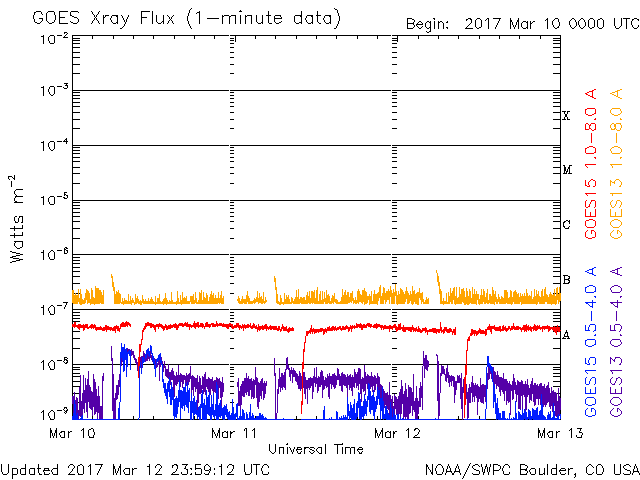 GOES Xray Flux (1-minute data)
Begin: 2017 Mar 10 0000 UTC
10⁻²
10⁻³
10⁻⁴
10⁻⁵
10⁻⁶
10⁻⁷
10⁻⁸
10⁻⁹
Watts m⁻²
X
M
C
B
A
GOES15 1.0-8.0 A
GOES13 1.0-8.0 A
GOES15 0.5-4.0 A
GOES13 0.5-4.0 A
Mar 10 Mar 11 Mar 12 Mar 13
Universal Time
Updated 2017 Mar 12 23:59:12 UTC
NOAA/SWPC Boulder, CO USA